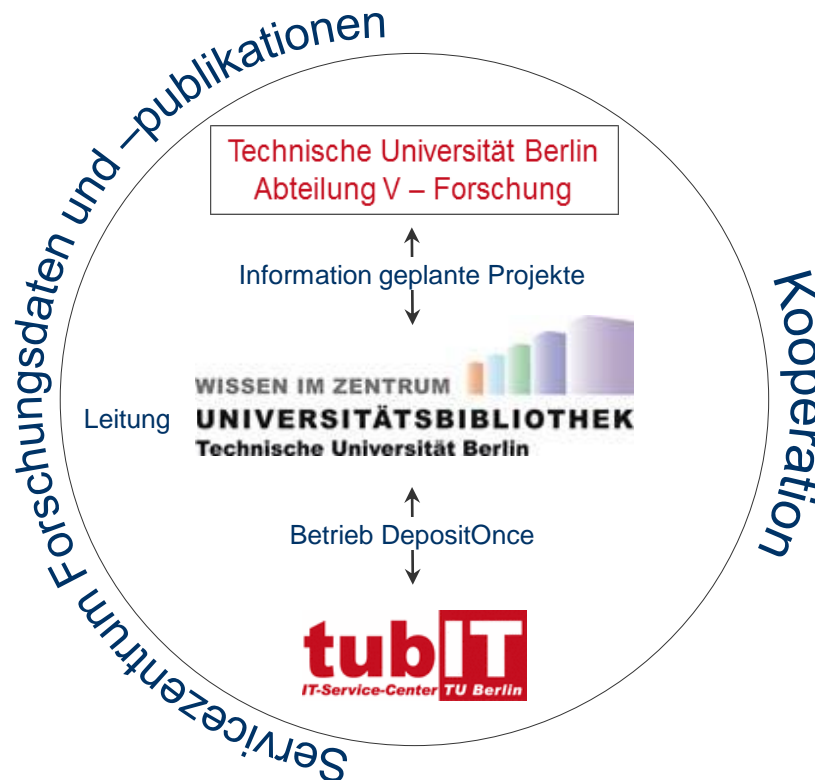 Servicezentrum Forschungsdaten und –publikationen
Technische Universität Berlin
Abteilung V – Forschung
Information geplante Projekte
WISSEN IM ZENTRUM
Leitung
UNIVERSITÄTSBIBLIOTHEK
Technische Universität Berlin
Betrieb DepositOnce
tubIT
IT-Service-Center TU Berlin
Kooperation